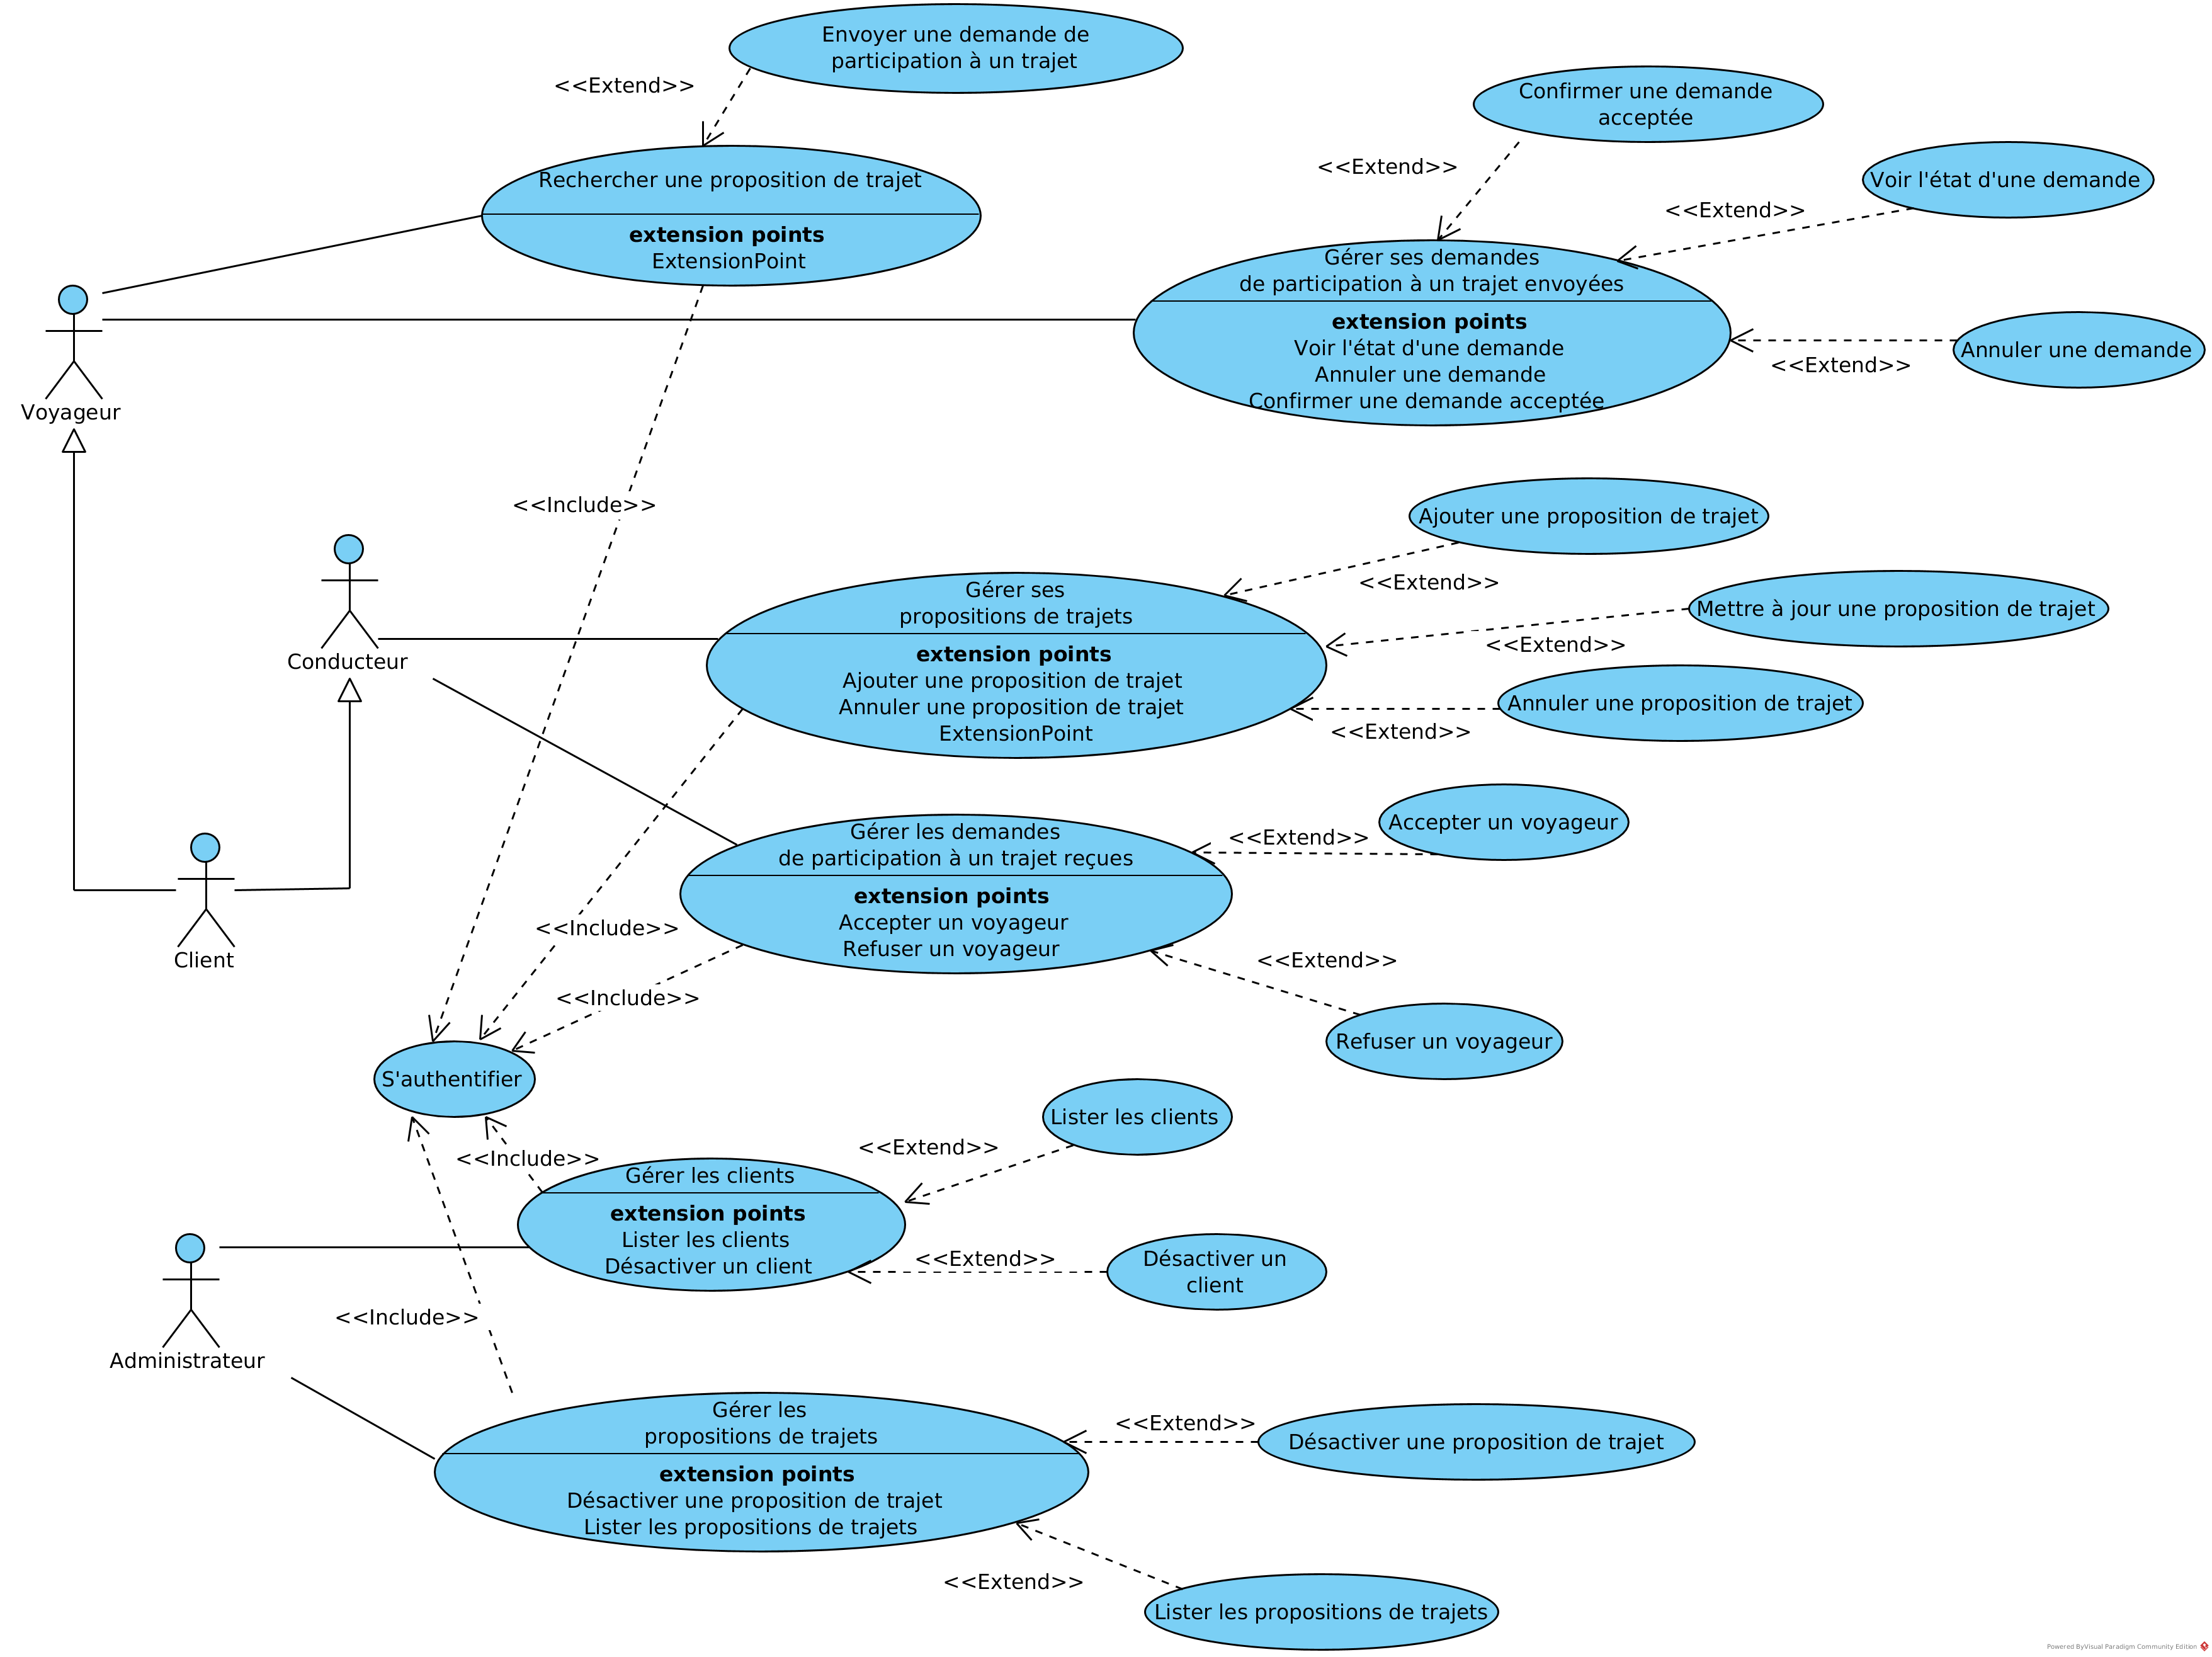 Envoyer une demande de
participation à un trajet
<<Extend>>
Confirmer une demande
acceptée
<<Extend>>
Rechercher une proposition de trajet
extension points
ExtensionPoint
Voir l'état d'une demande
<<Extend>>
Gérer ses demandes
de participation à un trajet envoyées
extension points
Voir l'état d'une demande
Annuler une demande
Confirmer une demande acceptée
Annuler une demande
<<Extend>>
Voyageur
<<Include>>
Ajouter une proposition de trajet
<<Extend>>
Conducteur
Gérer ses
propositions de trajets
extension points
Ajouter une proposition de trajet
Annuler une proposition de trajet
ExtensionPoint
Mettre à jour une proposition de trajet
<<Extend>>
Annuler une proposition de trajet
<<Extend>>
Gérer les demandes
de participation à un trajet reçues
extension points
Accepter un voyageur
Refuser un voyageur
<<Extend>>
Accepter un voyageur
<<Include>>
<<Extend>>
Client
<<Include>>
Refuser un voyageur
S'authentifier
Lister les clients
<<Extend>>
<<Include>>
Gérer les clients
extension points
Lister les clients
Désactiver un client
<<Extend>>
Désactiver un
client
<<Include>>
Administrateur
Gérer les
propositions de trajets
extension points
Désactiver une proposition de trajet
Lister les propositions de trajets
<<Extend>>
Désactiver une proposition de trajet
<<Extend>>
Lister les propositions de trajets
Powered ByVisual Paradigm Community Edition